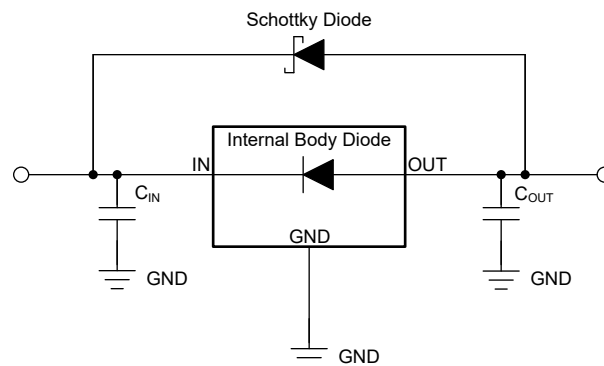 Schottky Diode
Internal Body Diode
IN
OUT
CIN
COUT
GND
GND
GND
GND